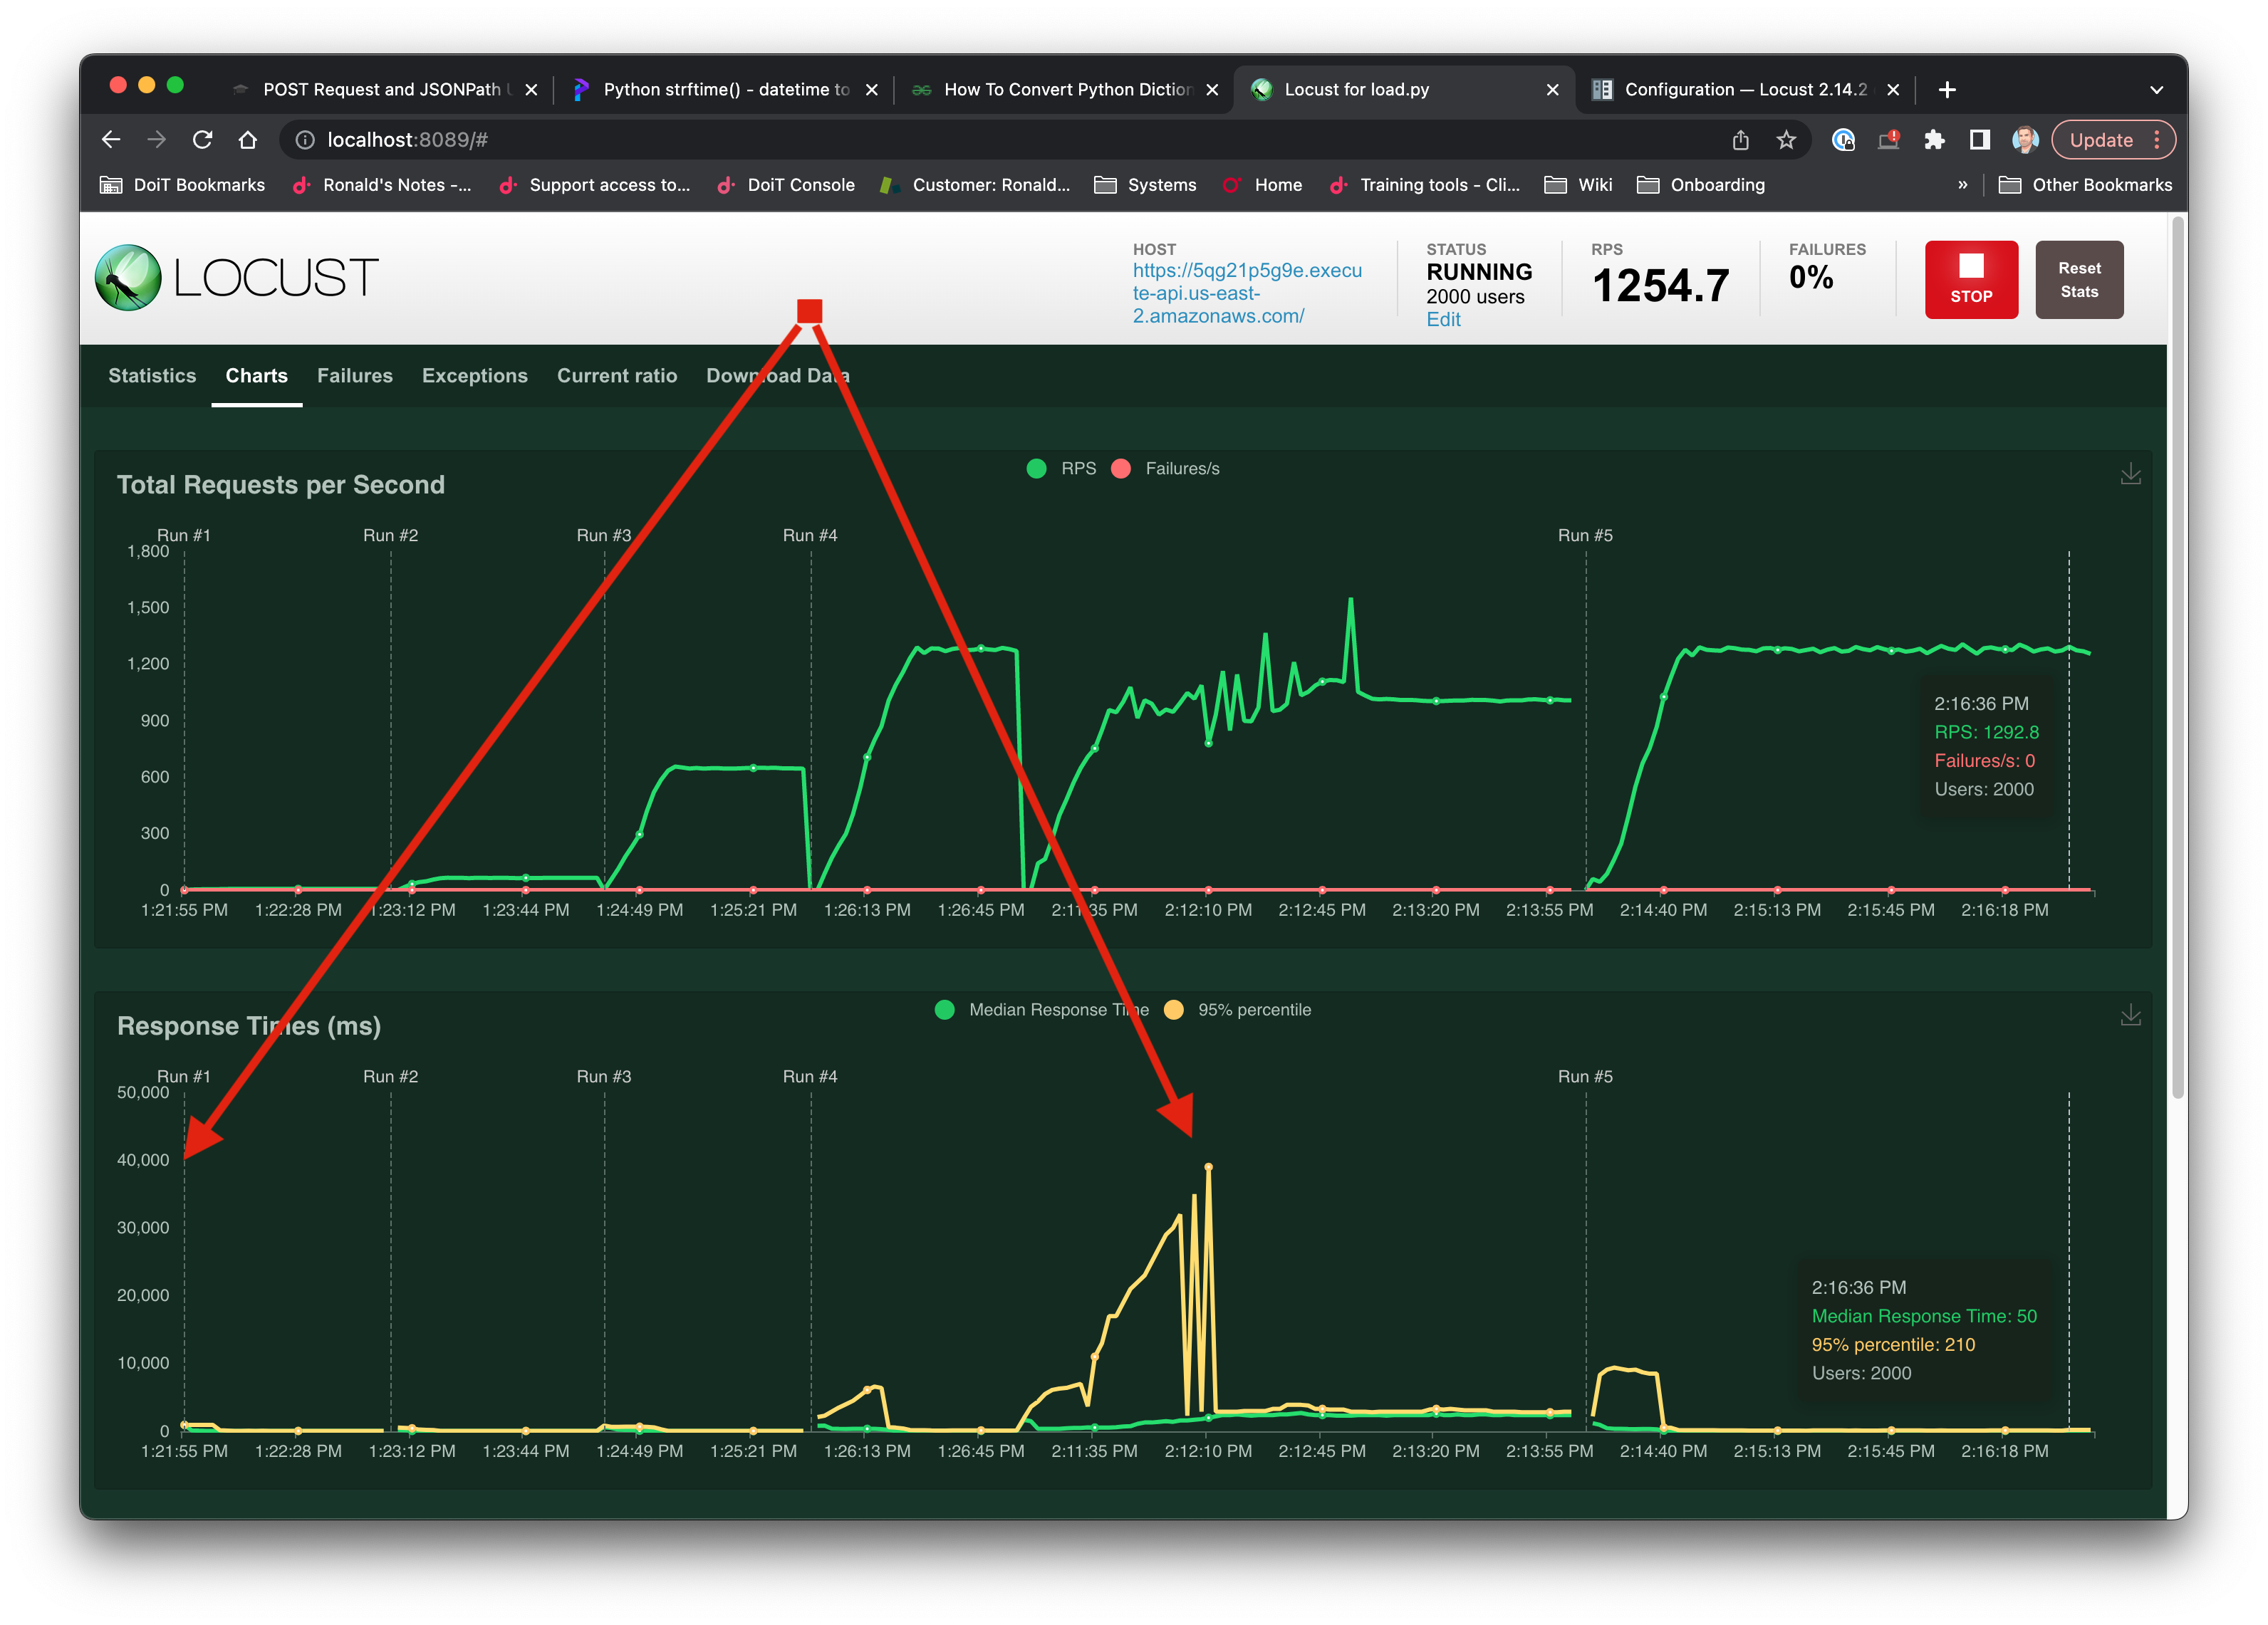 POST Request and JSONPath
Python strftime() - datetime to
How To Convert Python Diction
Locust for load.py
Configuration — Locust 2.14.2
localhost:8089/#
Update
DoiT Bookmarks
Ronald's Notes -...
Support access to...
DoiT Console
Customer: Ronald...
Systems
Home
Training tools - Cli...
Wiki
Onboarding
»
Other Bookmarks
LOCUST
HOST
https://5qg21p5g9e.execu
te-api.us-east-
2.amazonaws.com/
STATUS
RUNNING
2000 users
Edit
RPS
1254.7
FAILURES
0%
STOP
Reset
Stats
Statistics
Charts
Failures
Exceptions
Current ratio
Download Data
Total Requests per Second
RPS
Failures/s
Run #1
Run #2
Run #3
Run #4
Run #5
1,800
1,500
1,200
900
600
300
0
2:16:36 PM
RPS: 1292.8
Failures/s: 0
Users: 2000
1:21:55 PM
1:22:28 PM
1:23:12 PM
1:23:44 PM
1:24:49 PM
1:25:21 PM
1:26:13 PM
1:26:45 PM
2:11:35 PM
2:12:10 PM
2:12:45 PM
2:13:20 PM
2:13:55 PM
2:14:40 PM
2:15:13 PM
2:15:45 PM
2:16:18 PM
Response Times (ms)
Median Response Time
95% percentile
Run #1
Run #2
Run #3
Run #4
Run #5
50,000
40,000
30,000
20,000
10,000
0
2:16:36 PM
Median Response Time: 50
95% percentile: 210
Users: 2000
1:21:55 PM
1:22:28 PM
1:23:12 PM
1:23:44 PM
1:24:49 PM
1:25:21 PM
1:26:13 PM
1:26:45 PM
2:11:35 PM
2:12:10 PM
2:12:45 PM
2:13:20 PM
2:13:55 PM
2:14:40 PM
2:15:13 PM
2:15:45 PM
2:16:18 PM